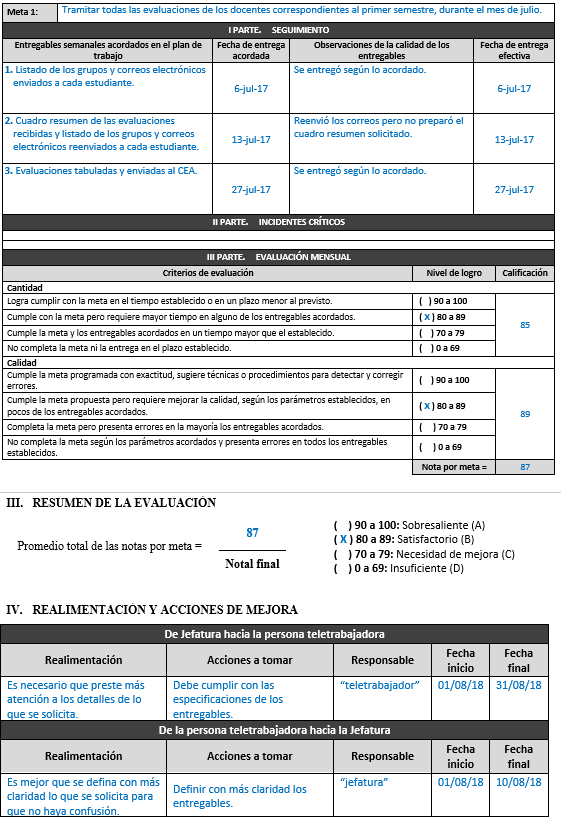 Meta 1: Tramitar todas las evaluaciones de los docentes correspondientes al primer semestre, durante el mes de julio.
I PARTE. SEGUIMIENTO
Entregables semanales acordados en el plan de trabajo
Fecha de entrega acordada
Observaciones de la calidad de los entregables
Fecha de entrega efectiva
1. Listado de los grupos y correos electrónicos
enviados a cada estudiante.
6-jul-17
Se entregó según lo acordado.
6-jul-17
2. Cuadro resumen de las evaluaciones
recibidas y listado de los grupos y correos
electrónicos reenviados a cada estudiante.
13-jul-17
Reenvió los correos pero no preparó el
cuadro resumen solicitado.
13-jul-17
3. Evaluaciones tabuladas y enviadas al CEA.
27-jul-17
Se entregó según lo acordado.
27-jul-17
II PARTE. INCIDENTES CRÍTICOS
III PARTE. EVALUACIÓN MENSUAL
Criterios de evaluación Nivel de logro Calificación
Cantidad
Logra cumplir con la meta en el tiempo establecido o en un plazo menor al previsto. ( ) 90 a 100
Cumple con la meta pero requiere mayor tiempo en alguno de los entregables acordados. ( X ) 80 a 89
85
Cumple la meta y los entregables acordados en un tiempo mayor que el establecido. ( ) 70 a 79
No completa la meta ni la entrega en el plazo establecido. ( ) 0 a 69
Calidad
Cumple la meta programada con exactitud, sugiere técnicas o procedimientos para detectar y corregir
errores.
( ) 90 a 100
Cumple la meta propuesta pero requiere mejorar la calidad, según los parámetros establecidos, en
pocos de los entregables acordados.
( X ) 80 a 89
89
Completa la meta pero presenta errores en la mayoría los entregables acordados. ( ) 70 a 79
No completa la meta según los parámetros acordados y presenta errores en todos los entregables
establecidos.
( ) 0 a 69
Nota por meta = 87
III. RESUMEN DE LA EVALUACIÓN
Promedio total de las notas por meta = 87
Notal final
( ) 90 a 100: Sobresaliente (A)
( X ) 80 a 89: Satisfactorio (B)
( ) 70 a 79: Necesidad de mejora (C)
( ) 0 a 69: Insuficiente (D)
IV. REALIMENTACIÓN Y ACCIONES DE MEJORA
De Jefatura hacia la persona teletrabajadora
Realimentación Acciones a tomar Responsable Fecha inicio Fecha final
Es necesario que preste más
atención a los detalles de lo
que se solicita.
Debe cumplir con las
especificaciones de los
entregables.
“teletrabajador” 01/08/18 31/08/18
De la persona teletrabajadora hacia la Jefatura
Realimentación Acciones a tomar Responsable Fecha inicio Fecha final
Es mejor que se defina con más
claridad lo que se solicita para
que no haya confusión.
Definir con más claridad los
entregables.
“jefatura” 01/08/18 10/08/18